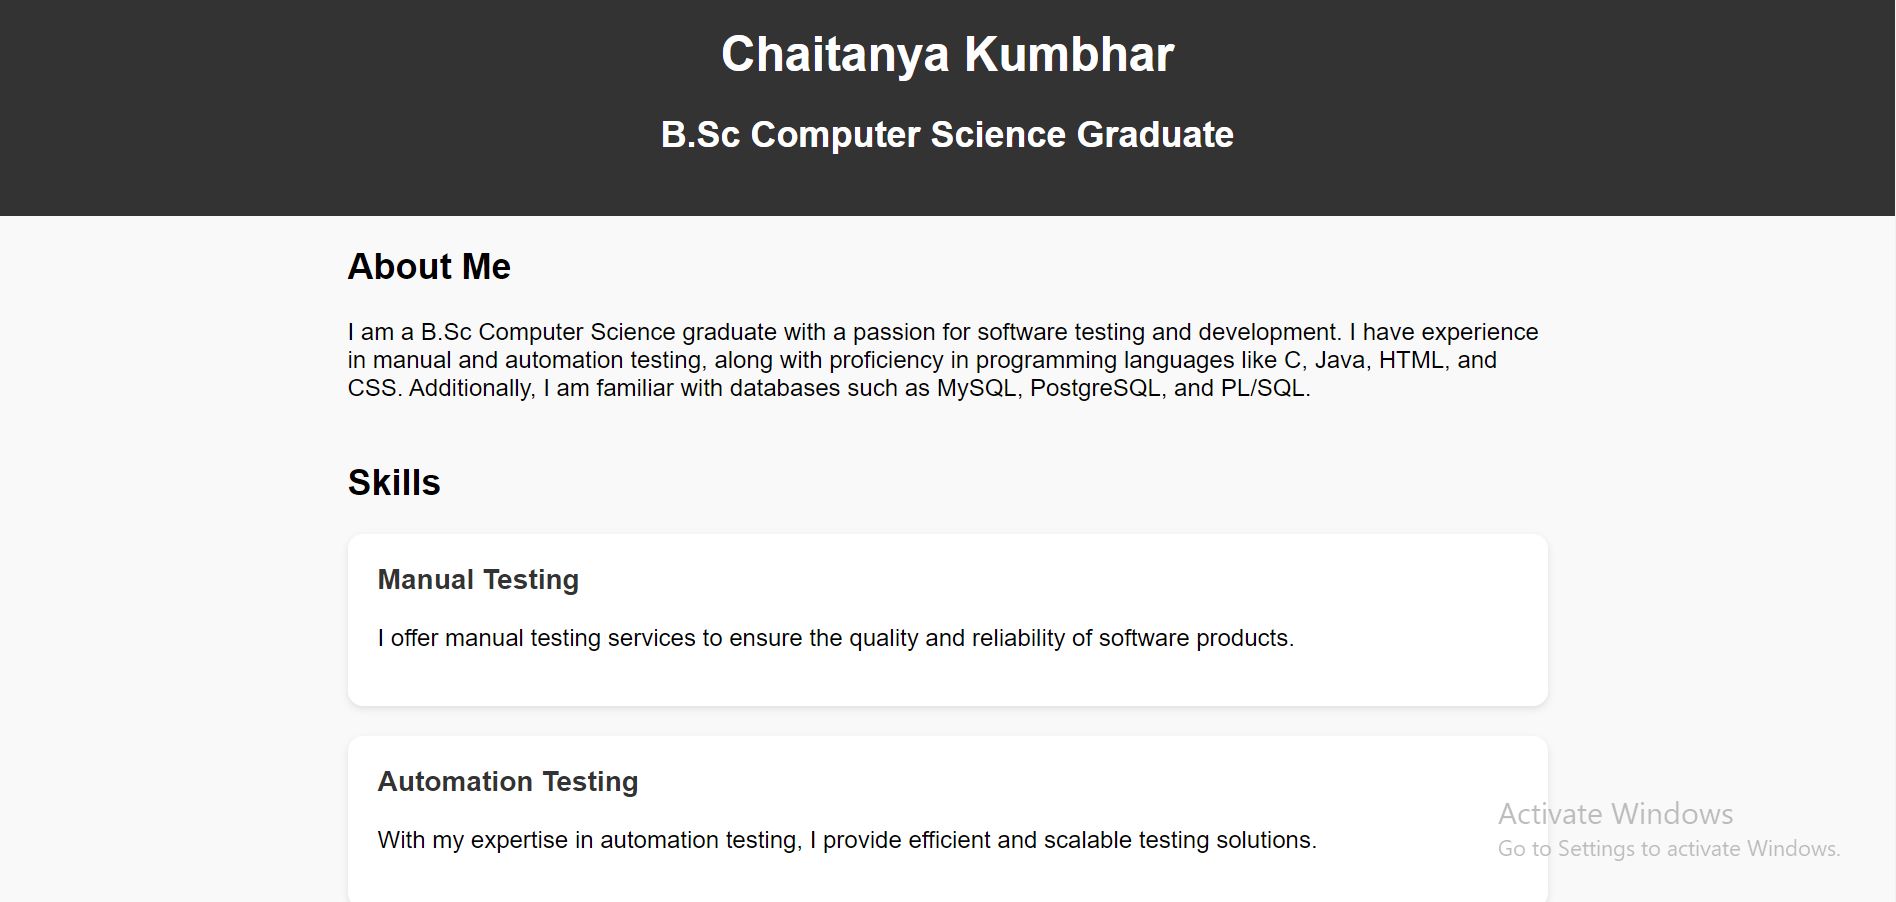 Chaitanya Kumbhar
B.Sc Computer Science Graduate
About Me
I am a B.Sc Computer Science graduate with a passion for software testing and development. I have experience
in manual and automation testing, along with proficiency in programming languages like C, Java, HTML, and
CSS. Additionally, I am familiar with databases such as MySQL, PostgreSQL, and PL/SQL.
Skills
Manual Testing
I offer manual testing services to ensure the quality and reliability of software products.
Automation Testing
With my expertise in automation testing, I provide efficient and scalable testing solutions.
Activate Windows
Go to Settings to activate Windows.